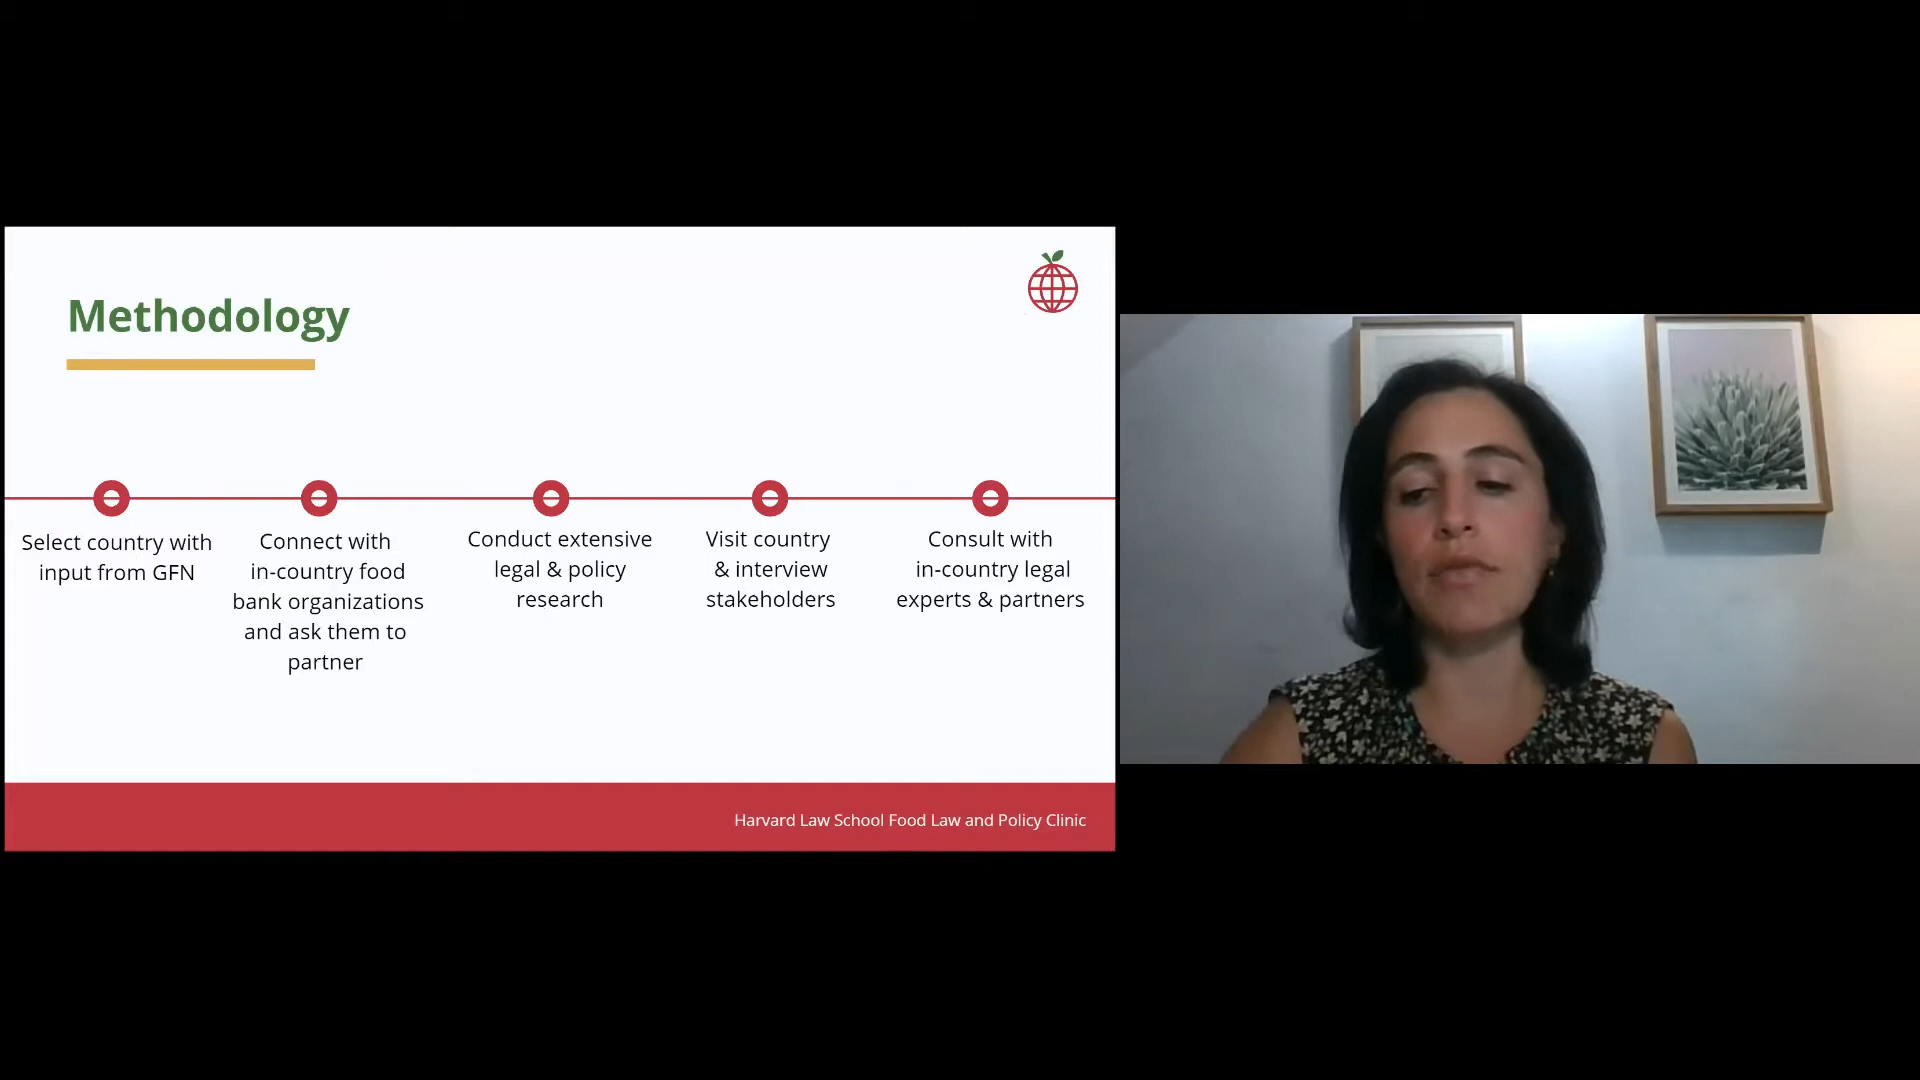 Methodology
Select country with
input from GFN
Connect with
in-country food
bank organizations
and ask them to
partner
Conduct extensive
legal & policy
research
Visit country
& interview
stakeholders
Consult with
in-country legal
experts & partners
Harvard Law School Food Law and Policy Clinic